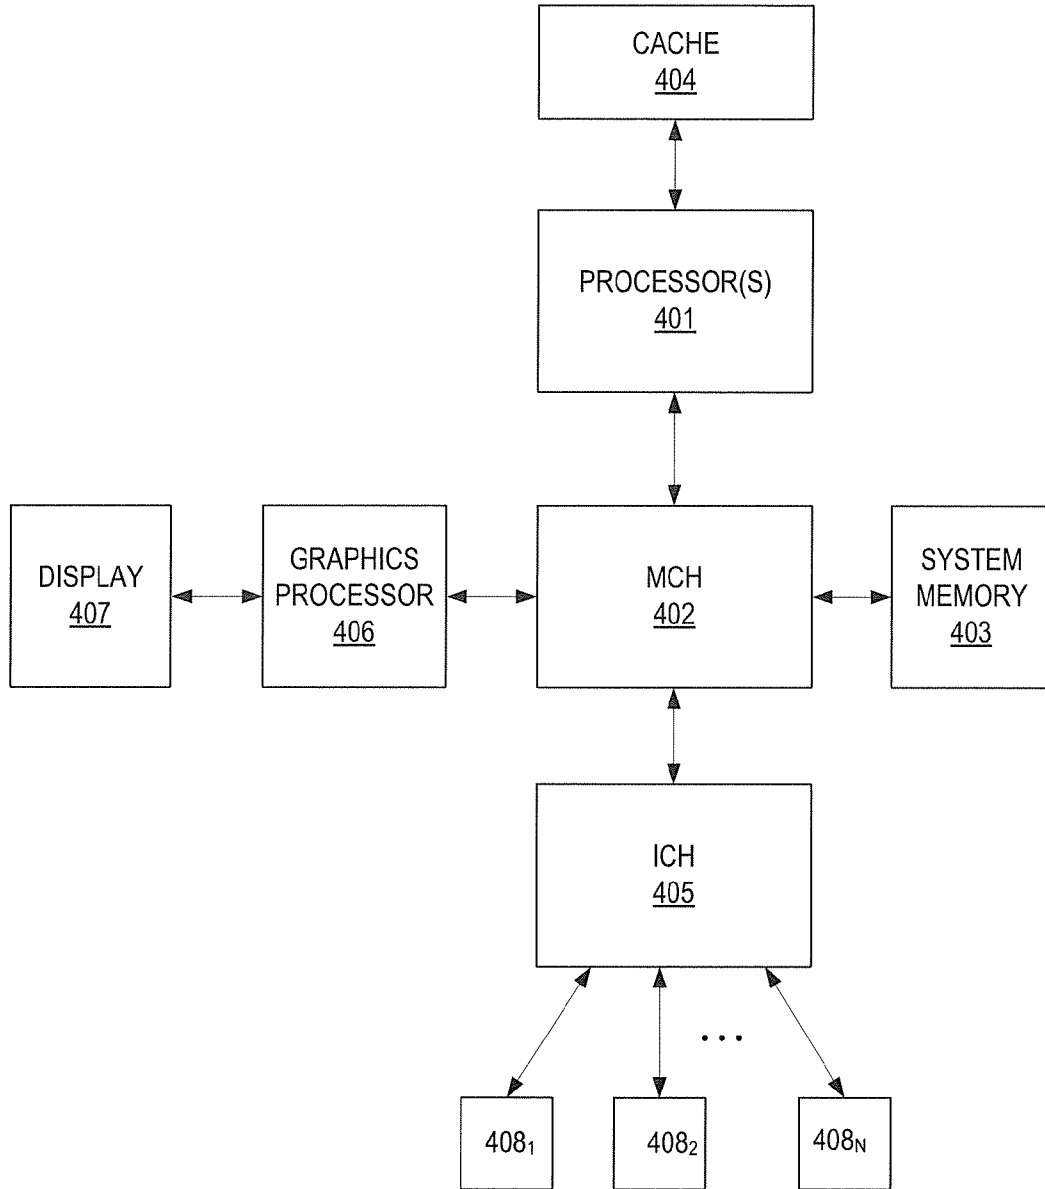 CACHE
404
PROCESSOR(S)
401
DISPLAY
407
GRAPHICS
PROCESSOR
406
MCH
402
SYSTEM
MEMORY
403
ICH
405
...
408₁
408₂
408N